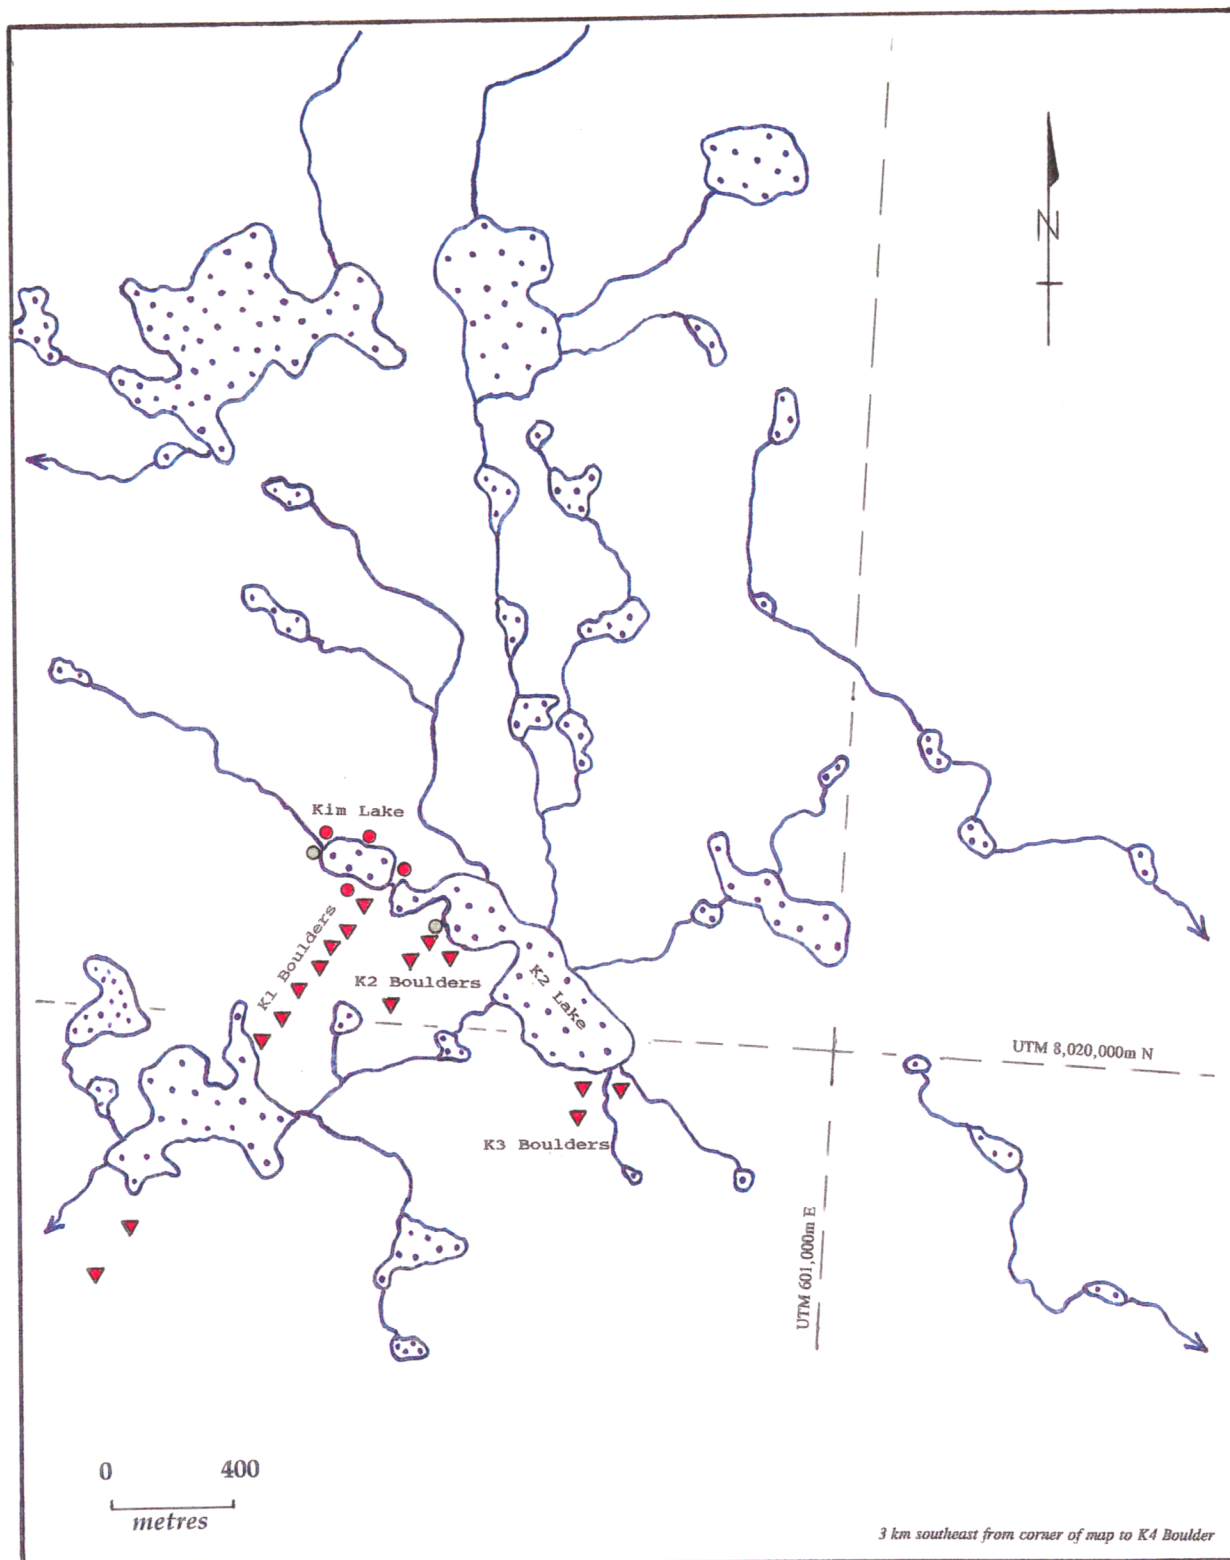 N
Kim Lake
K1 Boulders
K2 Boulders
K2 Lake
UTM 8,020,000m N
K3 Boulders
UTM 601,000m E
0 400
metres
3 km southeast from corner of map to K4 Boulder